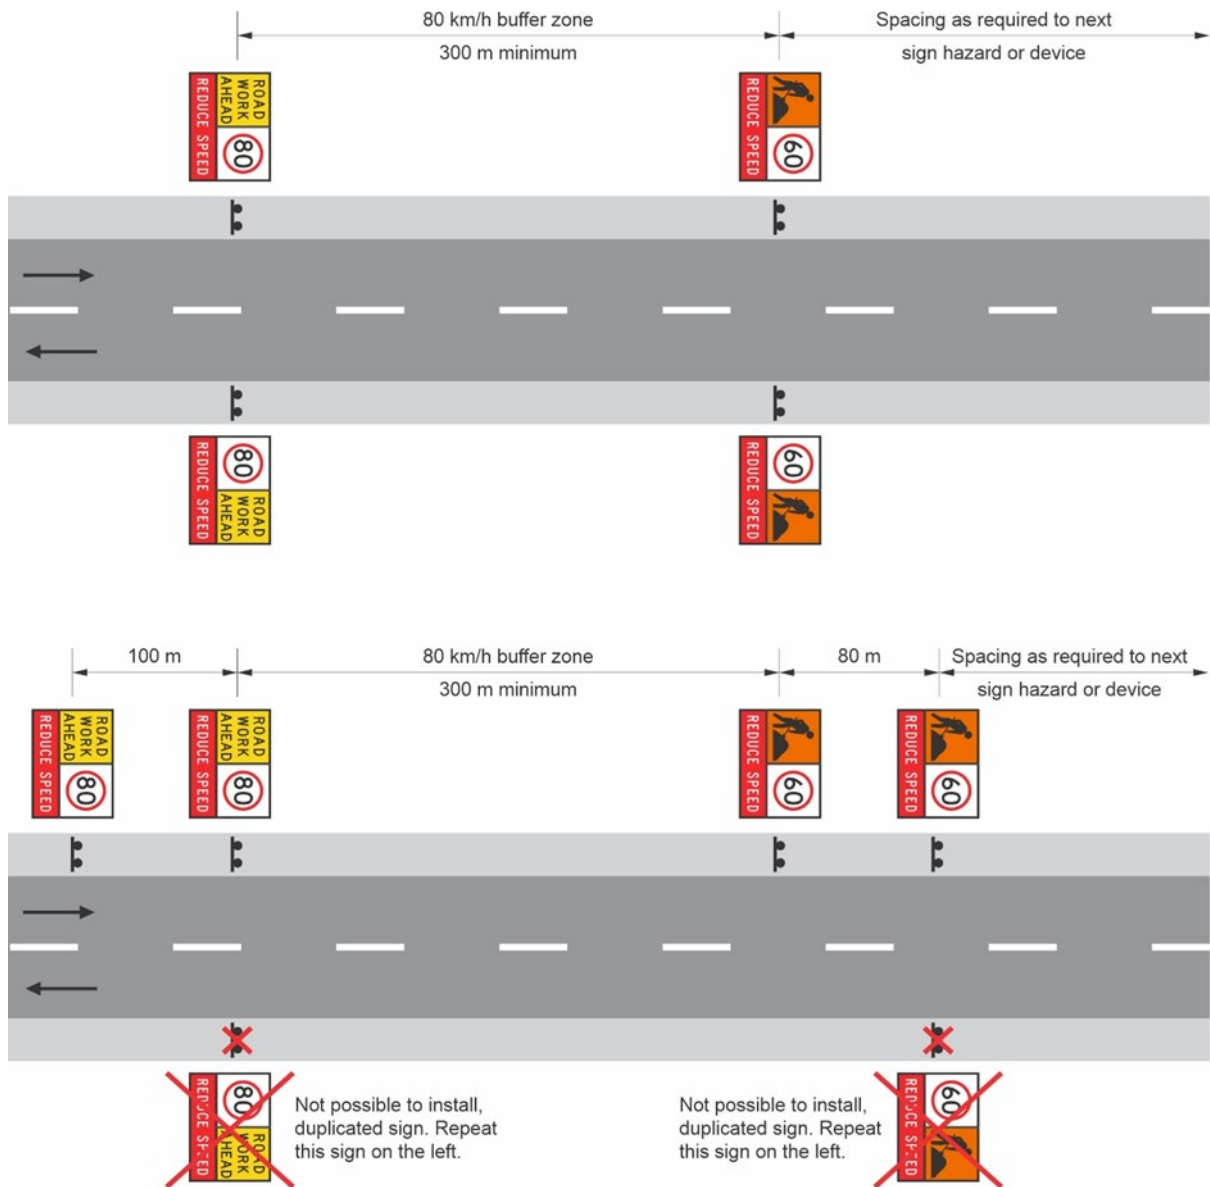 80 km/h buffer zone
300 m minimum
Spacing as required to next
sign hazard or device
ROAD
WORK
AHEAD
80
REDUCE SPEED
60
REDUCE SPEED
80
ROAD
WORK
AHEAD
REDUCE SPEED
60
REDUCE SPEED
100 m
80 km/h buffer zone
300 m minimum
80 m
Spacing as required to next
sign hazard or device
ROAD
WORK
AHEAD
80
REDUCE SPEED
ROAD
WORK
AHEAD
80
REDUCE SPEED
60
REDUCE SPEED
60
REDUCE SPEED
80
ROAD
WORK
AHEAD
REDUCE SPEED
Not possible to install,
duplicated sign. Repeat
this sign on the left.
Not possible to install,
duplicated sign. Repeat
this sign on the left.
60
REDUCE SPEED